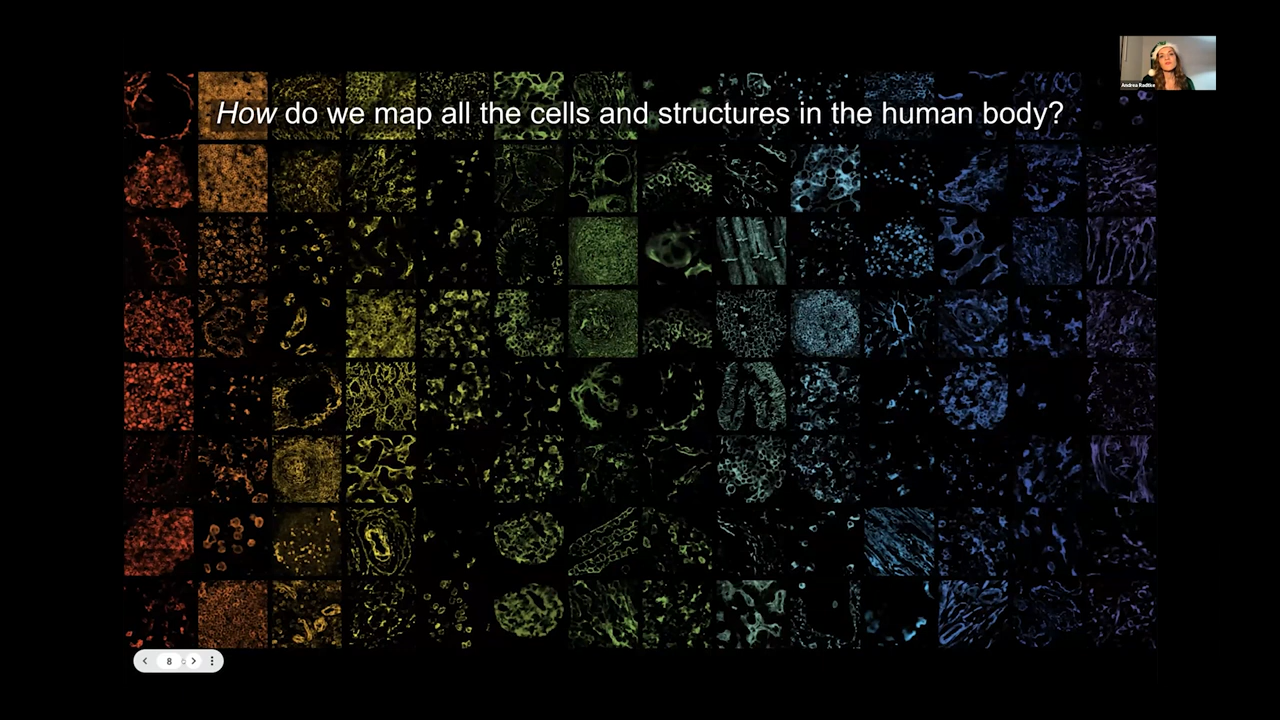 How do we map all the cells and structures in the human body?
Andrea Radtke
8